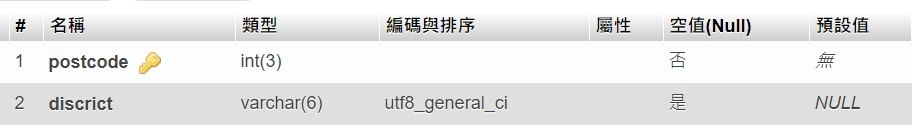 # 名稱 類型 編碼與排序 屬性 空值(Null) 預設值
1 postcode int(3) 否 無
2 discrict varchar(6) utf8_general_ci 是 NULL